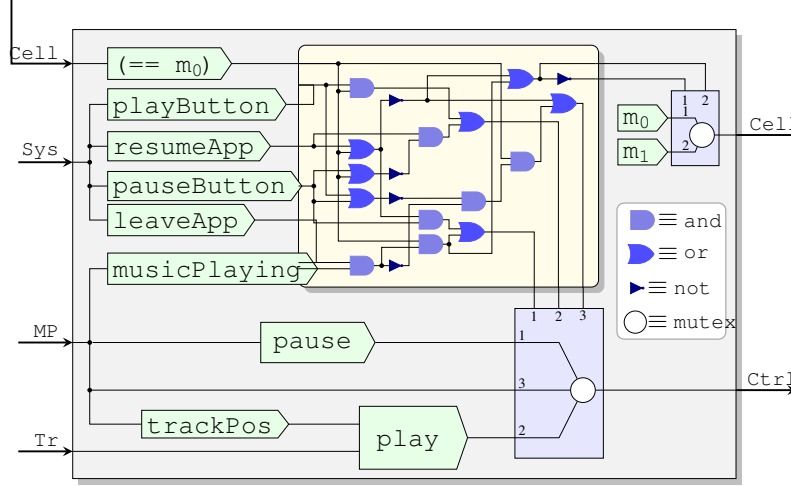 Cell
(== m₀)
playButton
Sys
resumeApp
pauseButton
leaveApp
musicPlaying
m₀
m₁
1 2
1
2
Cell
≡ and
≡ or
≡ not
≡ mutex
1 2 3
MP
pause
1
3
2
Ctrl
trackPos
play
Tr